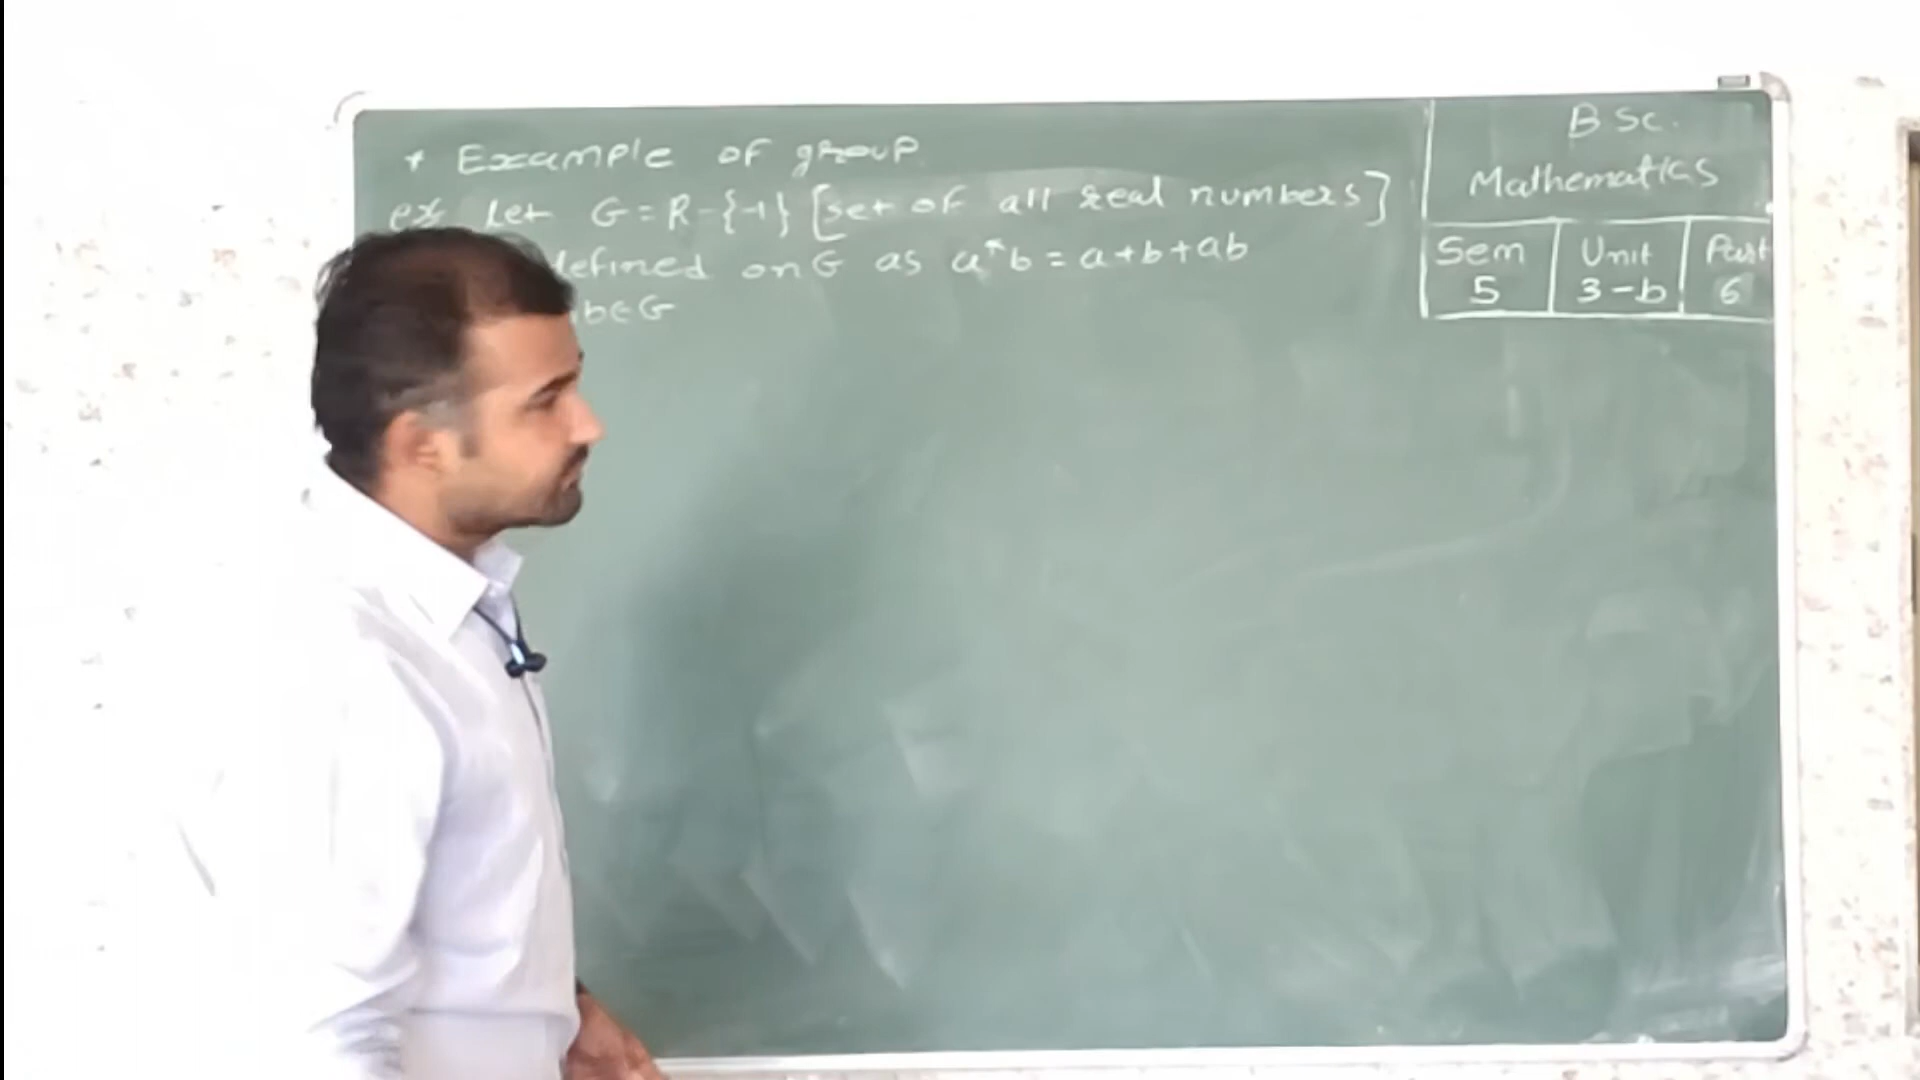 * Example of group
ex Let G = R - {-1} [set of all real numbers]
defined on G as a*b = a+b+ab
b∈G
B Sc.
Mathematics
Sem Unit Part
5 3-b 6